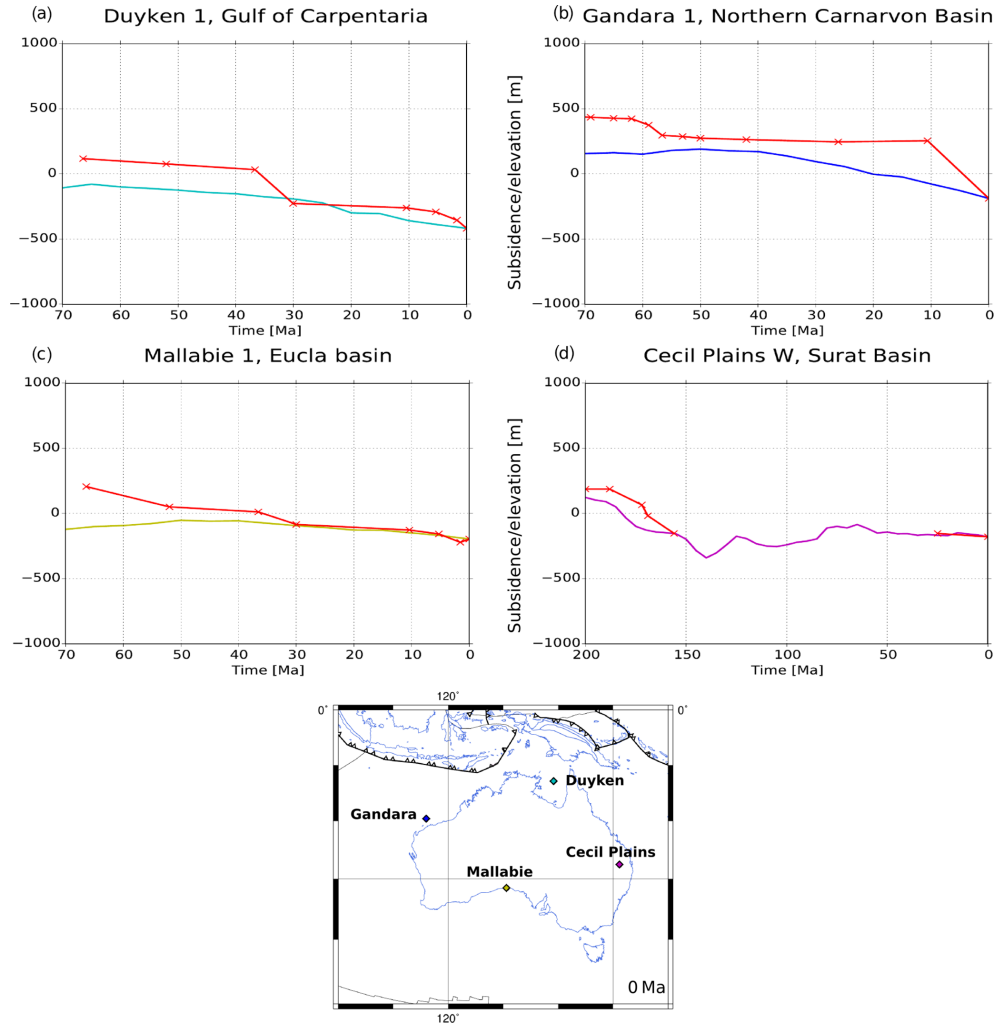 (a) Duyken 1, Gulf of Carpentaria
1000
500
0
−500
−1000
70 60 50 40 30 20 10 0
Time [Ma]
(b) Gandara 1, Northern Carnarvon Basin
Subsidence/elevation [m]
1000
500
0
−500
−1000
70 60 50 40 30 20 10 0
Time [Ma]
(c) Mallabie 1, Eucla basin
1000
500
0
−500
−1000
70 60 50 40 30 20 10 0
Time [Ma]
(d) Cecil Plains W, Surat Basin
Subsidence/elevation [m]
1000
500
0
−500
−1000
200 150 100 50 0
Time [Ma]
120˚
0˚ 0˚
Duyken
Gandara
Cecil Plains
Mallabie
0 Ma
120˚